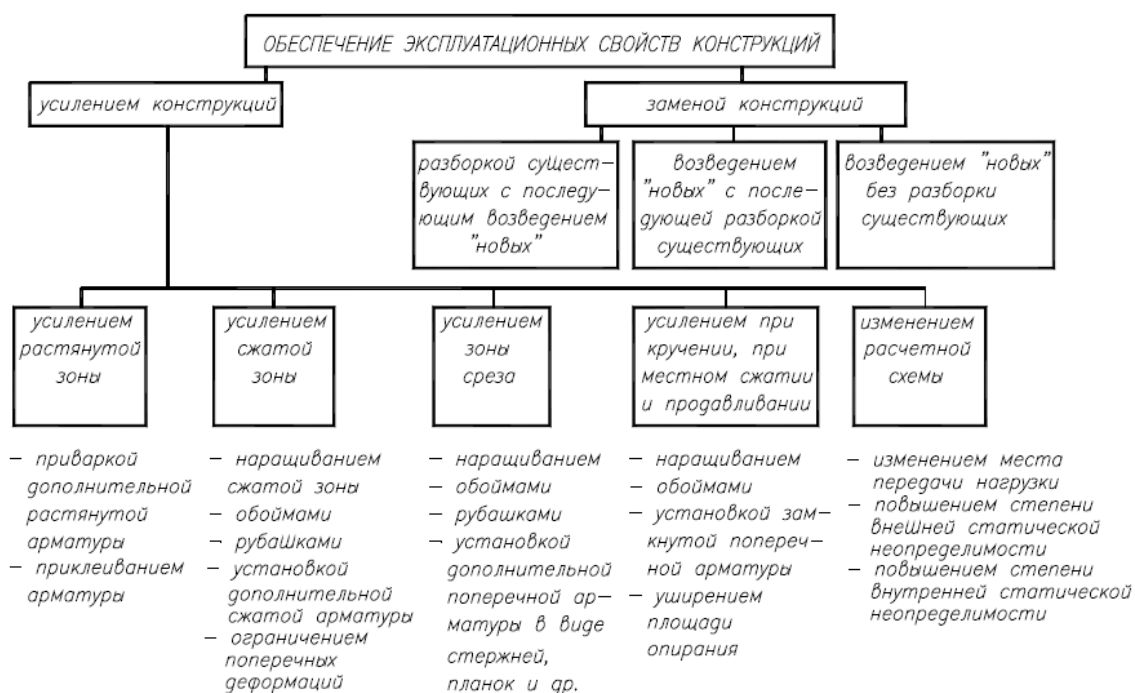 ОБЕСПЕЧЕНИЕ ЭКСПЛУАТАЦИОННЫХ СВОЙСТВ КОНСТРУКЦИЙ
усилением конструкций
заменой конструкций
разборкой сущест-
вующих с последу-
ющим возведением
"новых"
возведением
"новых" с после-
дующей разборкой
существующих
возведением "новых"
без разборки
существующих
усилением
растянутой
зоны
усилением
сжатой
зоны
усилением
зоны
среза
усилением при
кручении, при
местном сжатии
и продавливании
изменением
расчетной
схемы
– приваркой
дополнительной
растянутой
арматуры
– приклеиванием
арматуры
– наращиванием
сжатой зоны
– обоймами
– рубашками
– установкой
дополнительной
сжатой арматуры
– ограничением
поперечных
деформаций
– наращиванием
– обоймами
– рубашками
– установкой
дополнительной
поперечной ар-
матуры в виде
стержней,
планок и др.
– наращиванием
– обоймами
– установкой зам-
кнутой попереч-
ной арматуры
– уширением
площади
опирания
– изменением места
передачи нагрузки
– повышением степени
внешней статической
неопределимости
– повышением степени
внутренней статической
неопределимости